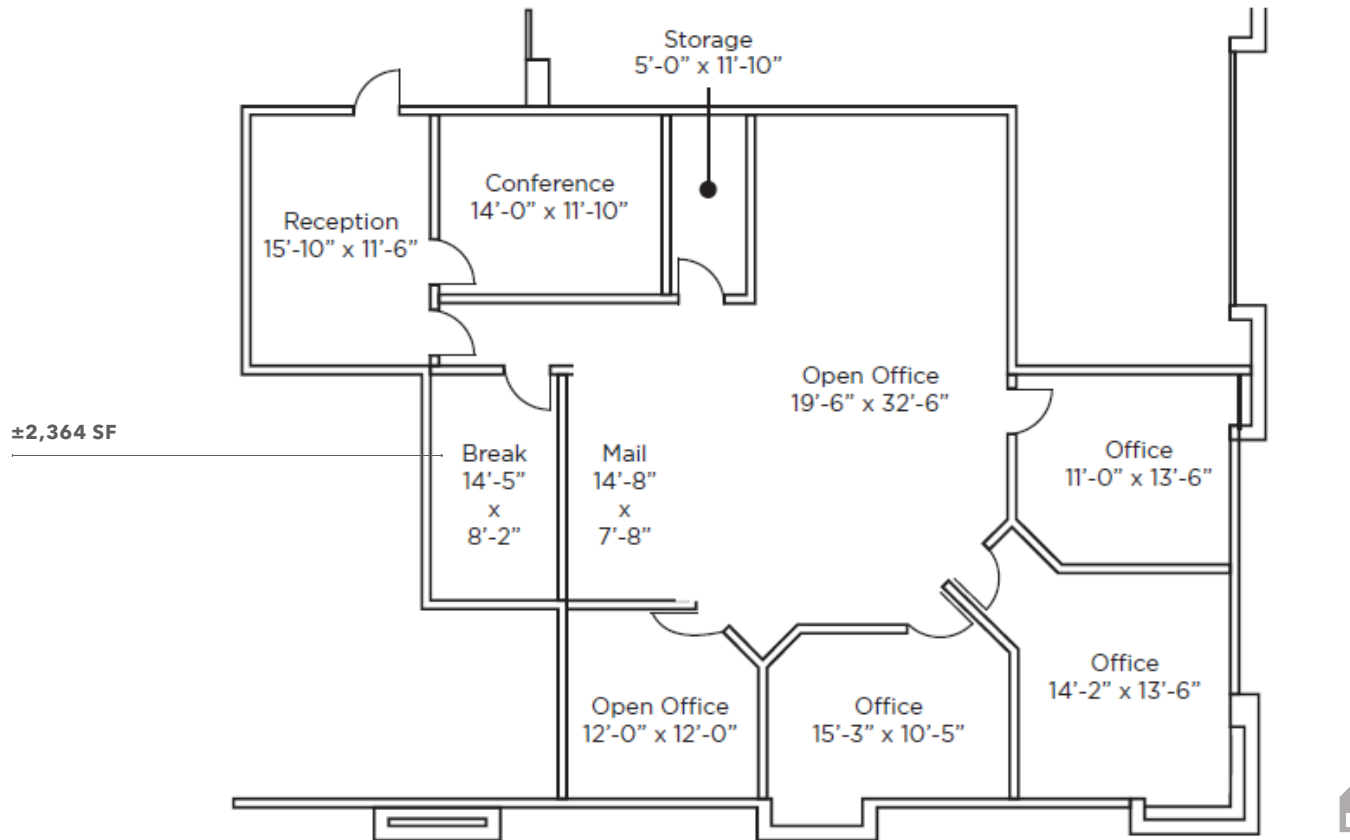 Storage
5'-0" x 11'-10"
Conference
14'-0" x 11'-10"
Reception
15'-10" x 11'-6"
Open Office
19'-6" x 32'-6"
±2,364 SF
Break
14'-5"
x
8'-2"
Mail
14'-8"
x
7'-8"
Office
11'-0" x 13'-6"
Office
14'-2" x 13'-6"
Open Office
12'-0" x 12'-0"
Office
15'-3" x 10'-5"